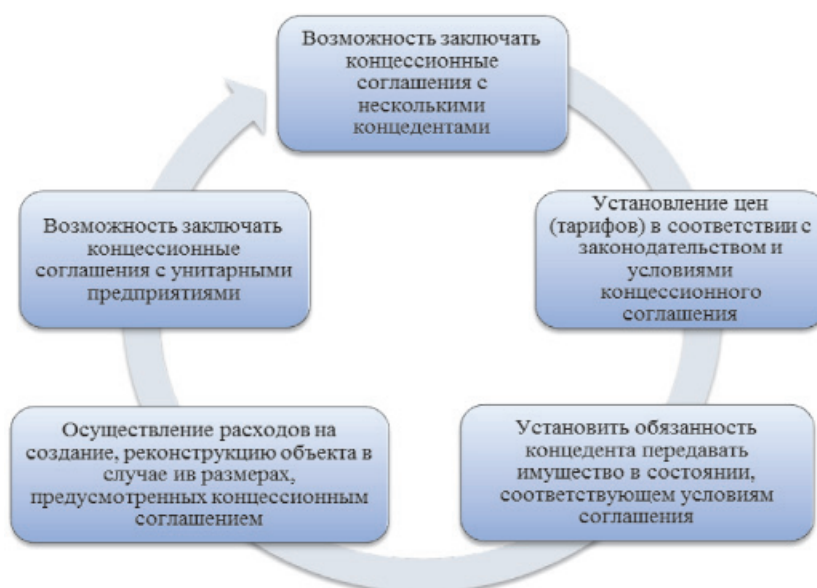 Возможность заключать
концессионные
соглашения с
несколькими
концедентами
Установление цен
(тарифов) в соответствии с
законодательством и
условиями
концессионного
соглашения
Установить обязанность
концедента передавать
имущество в состоянии,
соответствующем условиям
соглашения
Осуществление расходов на
создание, реконструкцию объекта в
случае ив размерах,
предусмотренных концессионным
соглашением
Возможность заключать
концессионные
соглашения с унитарными
предприятиями